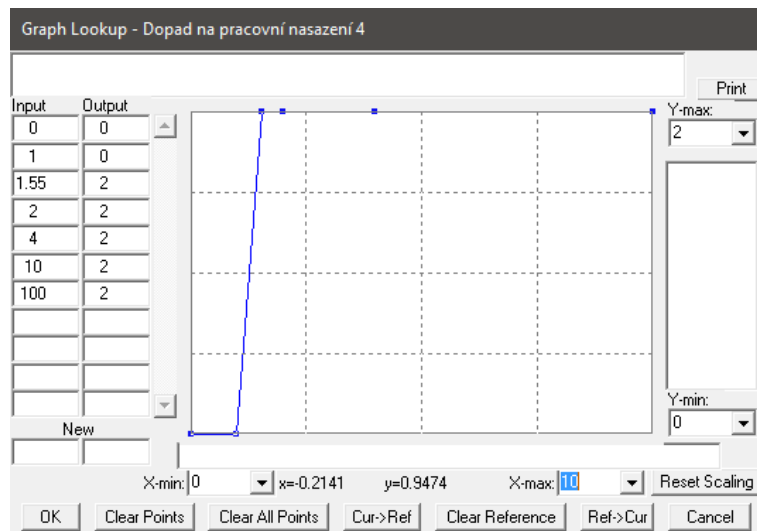 Graph Lookup - Dopad na pracovní nasazení 4
Print
Input Output
Y-max:
0 0
2
1 0
1.55 2
2 2
4 2
10 2
100 2
Y-min:
0
New
X-min: 0 x=-0.2141 y=0.9474 X-max: 10 Reset Scaling
OK Clear Points Clear All Points Cur->Ref Clear Reference Ref->Cur Cancel